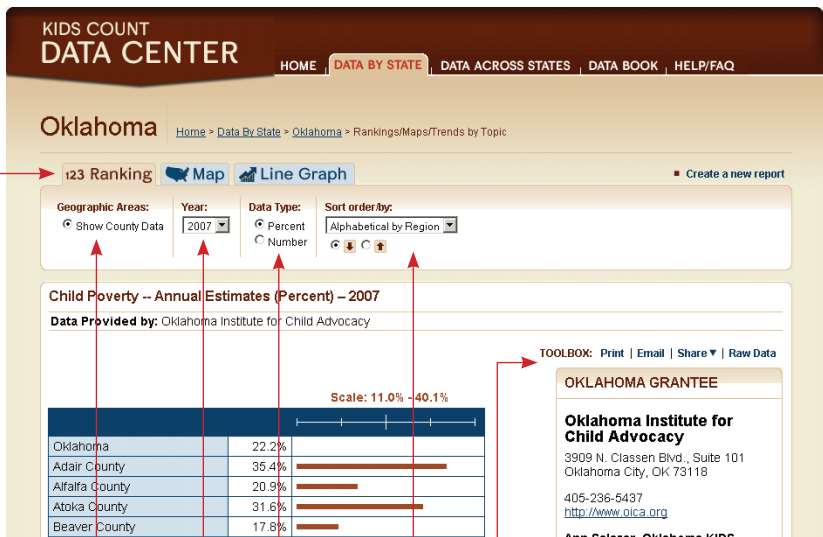 KIDS COUNT
DATA CENTER
HOME DATA BY STATE DATA ACROSS STATES DATA BOOK HELP/FAQ
Oklahoma
Home > Data By State > Oklahoma > Rankings/Maps/Trends by Topic
123 Ranking Map Line Graph
Create a new report
Geographic Areas: Year: Data Type: Sort order/by:
Show County Data 2007 Percent Alphabetical by Region
Number
Child Poverty -- Annual Estimates (Percent) – 2007
Data Provided by: Oklahoma Institute for Child Advocacy
TOOLBOX: Print | Email | Share ▼ | Raw Data
Scale: 11.0% - 40.1%
Oklahoma 22.2%
Adair County 35.4%
Alfalfa County 20.9%
Atoka County 31.6%
Beaver County 17.8%
OKLAHOMA GRANTEE
Oklahoma Institute for
Child Advocacy
3909 N. Classen Blvd., Suite 101
Oklahoma City, OK 73118
405-236-5437
http://www.oica.org